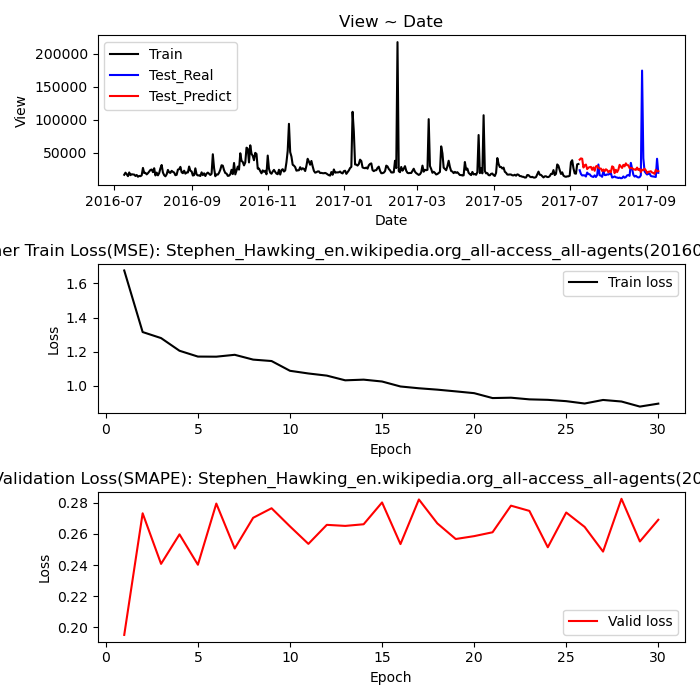 View ~ Date
Train
Test_Real
Test_Predict
200000
150000
100000
50000
View
2016-07 2016-09 2016-11 2017-01 2017-03 2017-05 2017-07 2017-09
Date
er Train Loss(MSE): Stephen_Hawking_en.wikipedia.org_all-access_all-agents(20160
Train loss
1.6
1.4
1.2
1.0
Loss
0 5 10 15 20 25 30
Epoch
Validation Loss(SMAPE): Stephen_Hawking_en.wikipedia.org_all-access_all-agents(20
0.28
0.26
0.24
0.22
0.20
Loss
Valid loss
0 5 10 15 20 25 30
Epoch